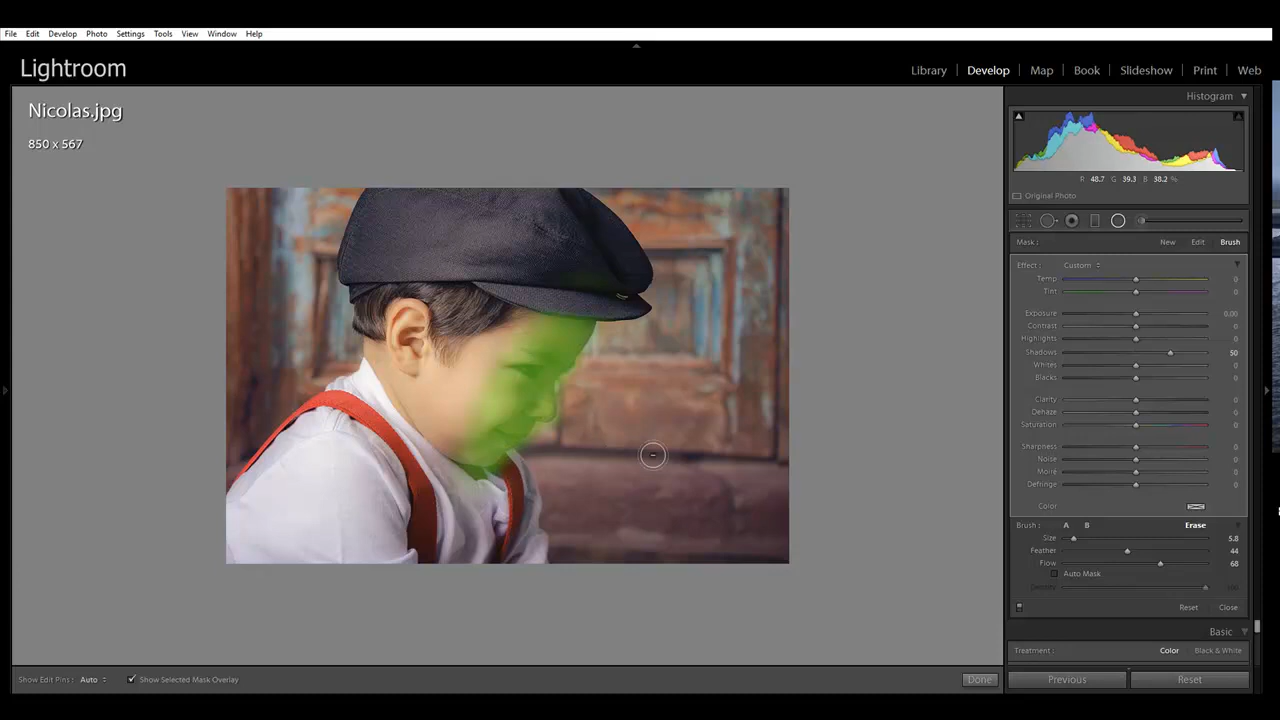 File Edit Develop Photo Settings Tools View Window Help
Lightroom
Library Develop Map Book Slideshow Print Web
Nicolas.jpg
850 x 567
Histogram
R 48.7 G 39.3 B 38.2 %
Original Photo
Mask : New Edit Brush
Effect : Custom
Temp 0
Tint 0
Exposure 0.00
Contrast 0
Highlights 0
Shadows 50
Whites 0
Blacks 0
Clarity 0
Dehaze 0
Saturation 0
Sharpness 0
Noise 0
Moiré 0
Defringe 0
Color
Brush : A B Erase
Size 5.8
Feather 44
Flow 68
Auto Mask
Density 100
Reset Close
Basic
Treatment : Color Black & White
Show Edit Pins : Auto Show Selected Mask Overlay Done
Previous Reset